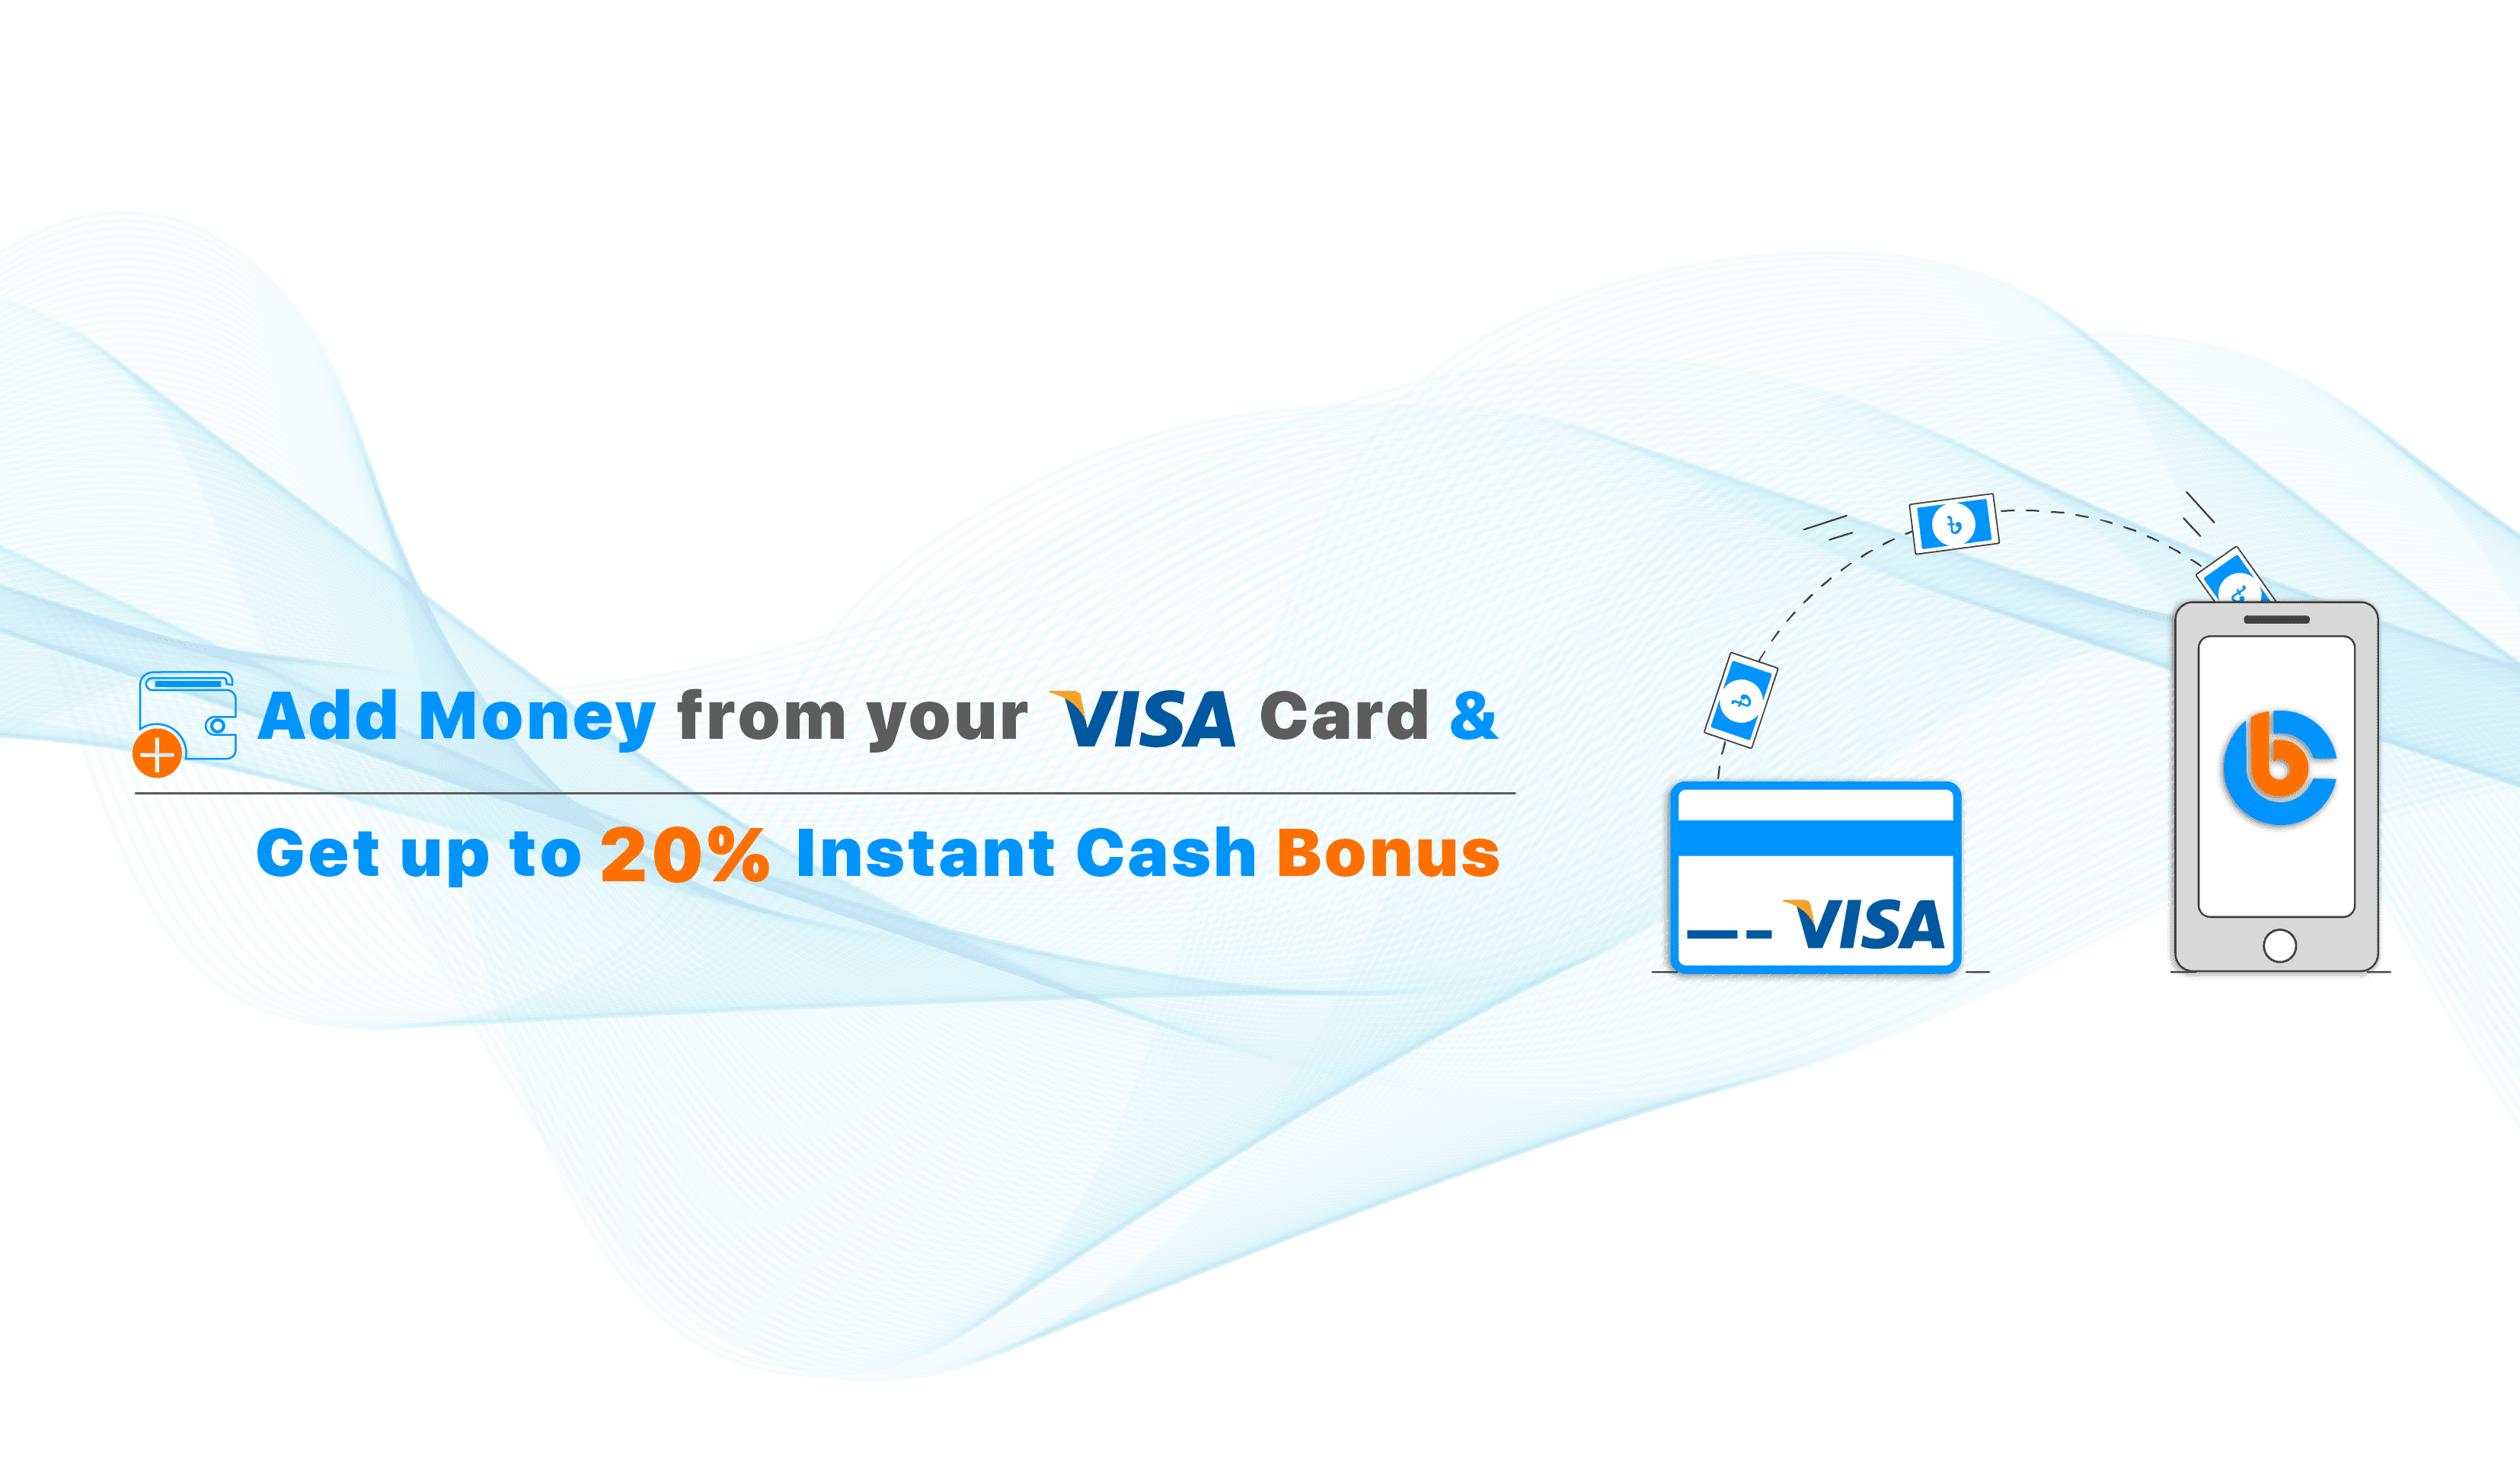 Add Money from your VISA Card &
Get up to 20% Instant Cash Bonus
৳
৳
৳
VISA
b